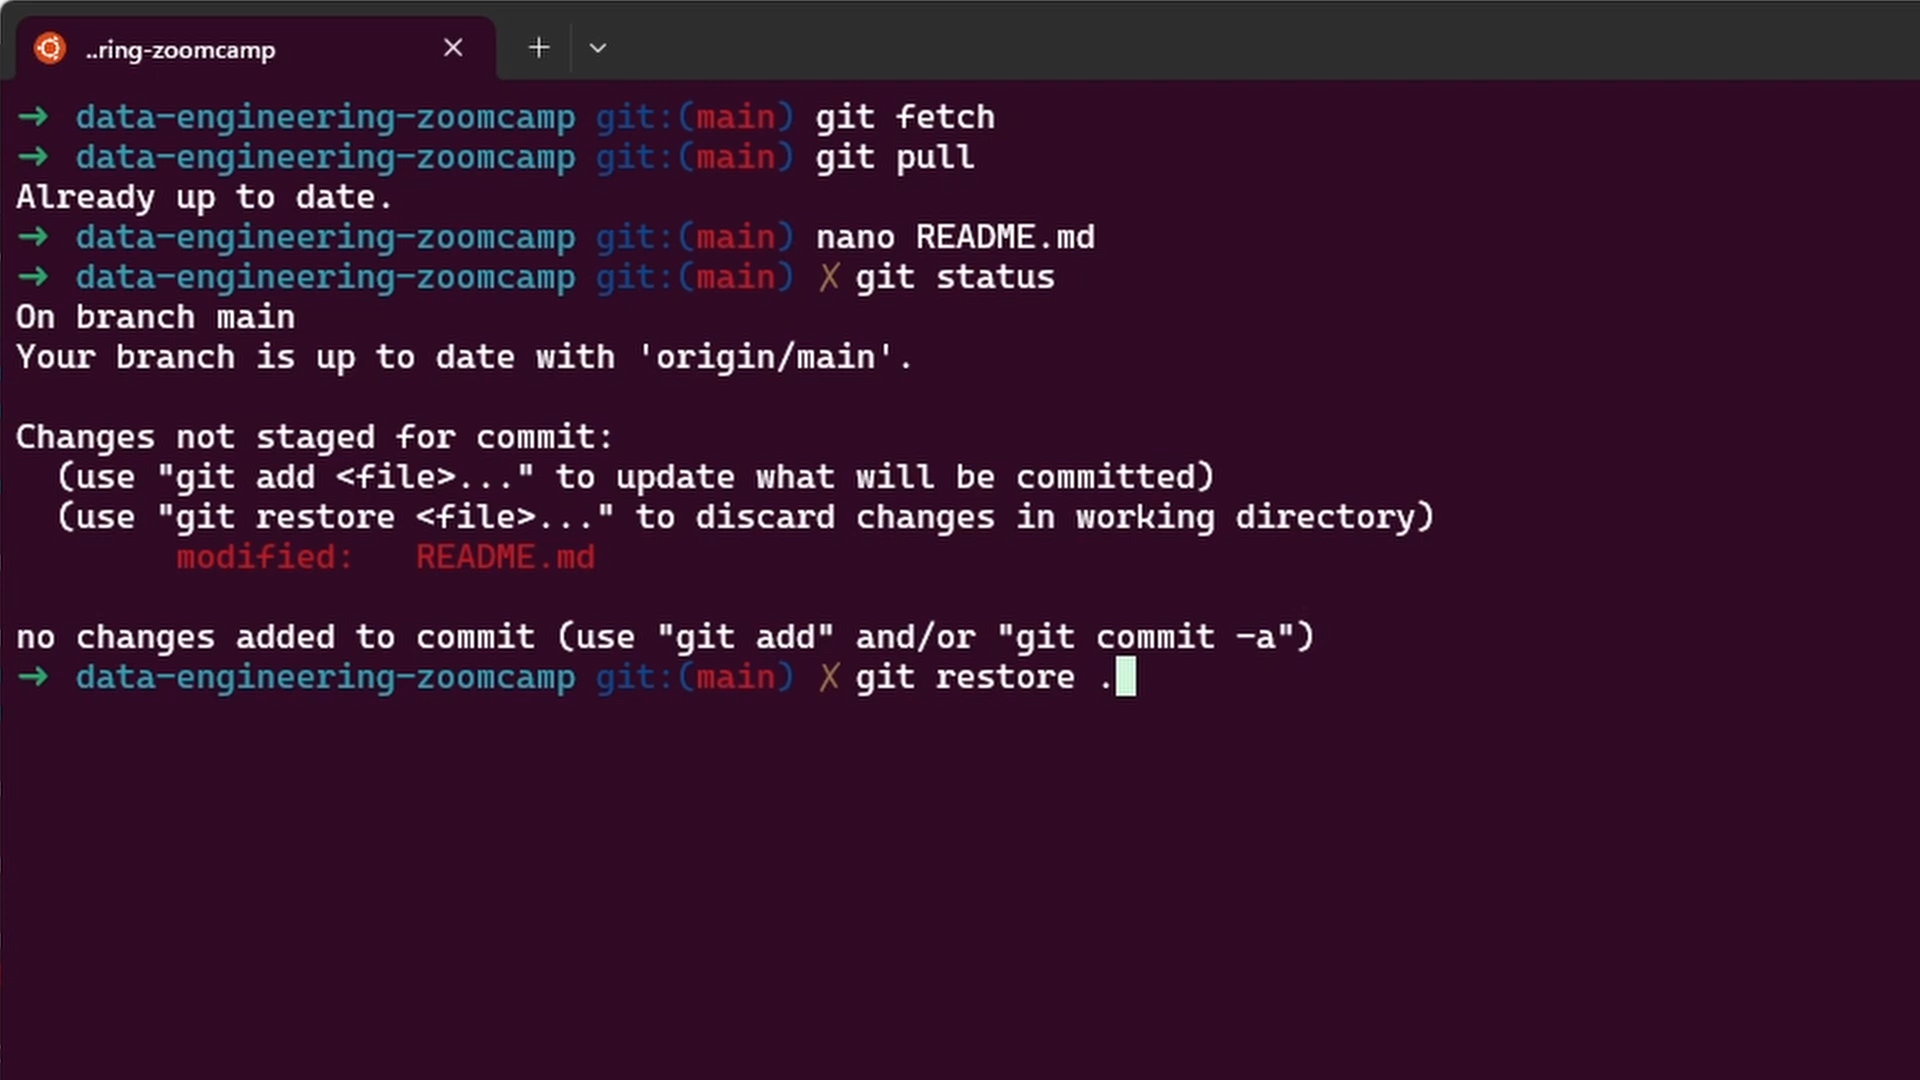 ..ring-zoomcamp
→ data-engineering-zoomcamp git:(main) git fetch
→ data-engineering-zoomcamp git:(main) git pull
Already up to date.
→ data-engineering-zoomcamp git:(main) nano README.md
→ data-engineering-zoomcamp git:(main) ✗ git status
On branch main
Your branch is up to date with 'origin/main'.
Changes not staged for commit:
  (use "git add <file>..." to update what will be committed)
  (use "git restore <file>..." to discard changes in working directory)
        modified:   README.md
no changes added to commit (use "git add" and/or "git commit -a")
→ data-engineering-zoomcamp git:(main) ✗ git restore .